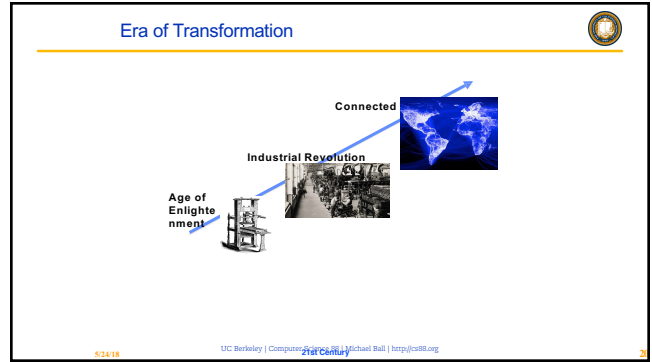 Era of Transformation
Connected
Industrial Revolution
Age of
Enlighte
nment
5/24/18
UC Berkeley | Computer Science 88 | Michael Ball | http://cs88.org
21st Century